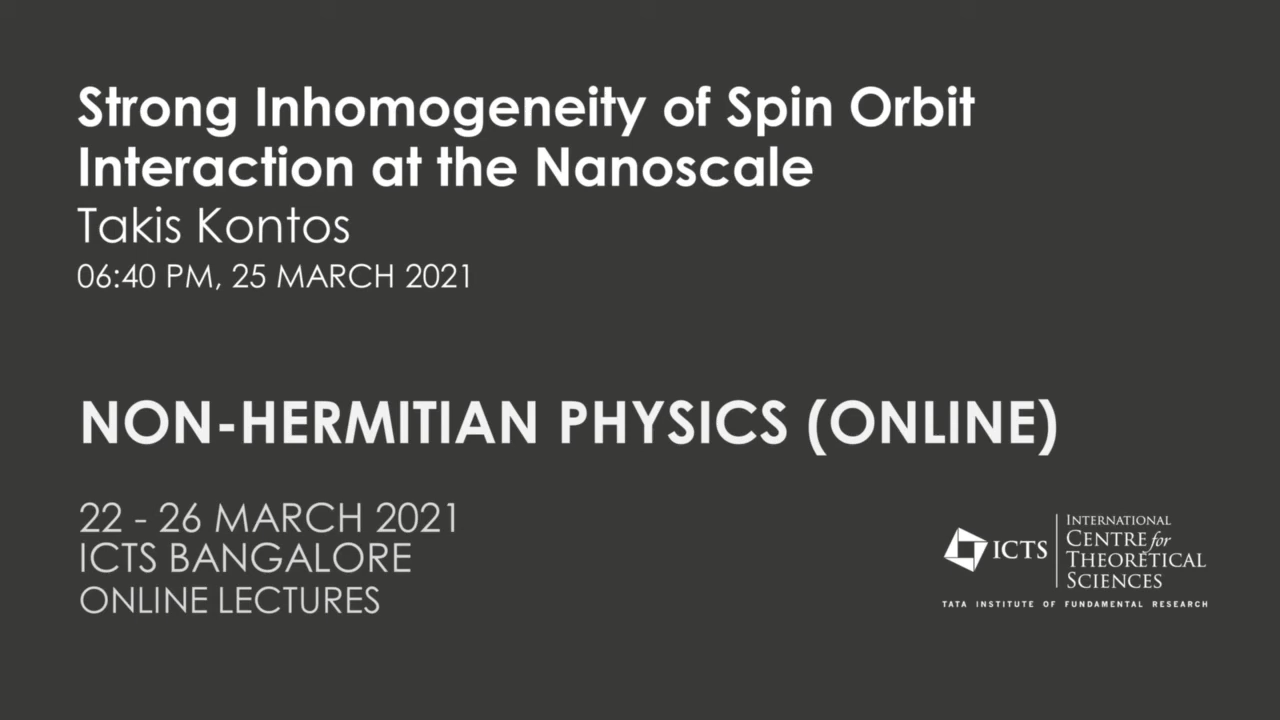 Strong Inhomogeneity of Spin Orbit
Interaction at the Nanoscale
Takis Kontos
06:40 PM, 25 MARCH 2021
NON-HERMITIAN PHYSICS (ONLINE)
22 - 26 MARCH 2021
ICTS BANGALORE
ONLINE LECTURES
ICTS
INTERNATIONAL
CENTRE for
THEORETICAL
SCIENCES
TATA INSTITUTE OF FUNDAMENTAL RESEARCH